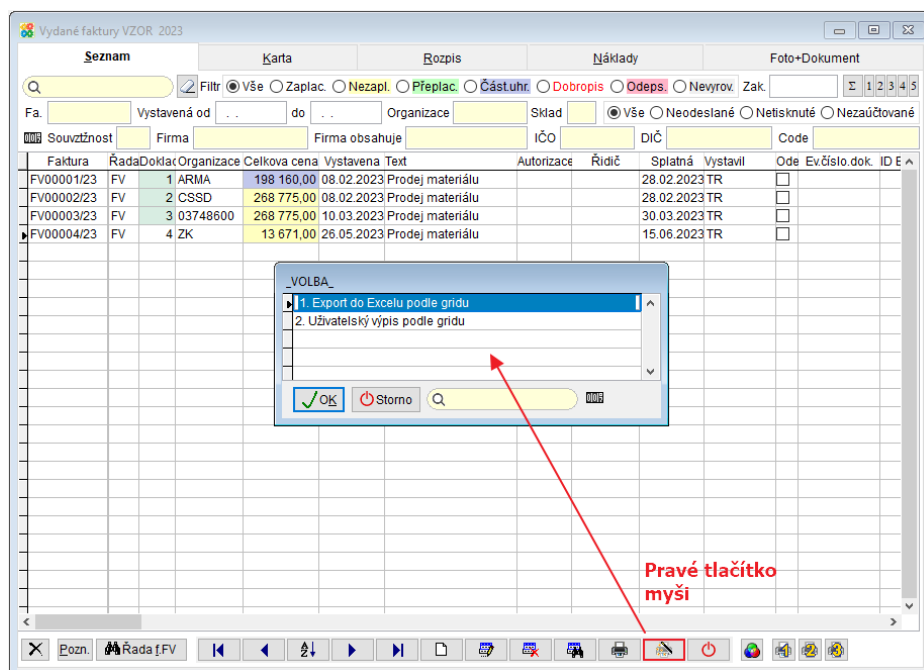 Vydané faktury VZOR 2023
Seznam Karta Rozpis Náklady Foto+Dokument
Filtr Vše Zaplac. Nezapl. Přeplac. Část.uhr. Dobropis Odeps. Nevyrov. Zak. Σ 1 2 3 4 5
Fa. Vystavená od . . do . . Organizace Sklad Vše Neodeslané Netisknuté Nezaúčtované
Souvztžnost Firma Firma obsahuje IČO DIČ Code
Faktura Řada Doklad Organizace Celkova cena Vystavena Text Autorizace Řidič Splatná Vystavil Ode Ev.číslo.dok. ID E
FV00001/23 FV 1 ARMA 198 160,00 08.02.2023 Prodej materiálu 28.02.2023 TR
FV00002/23 FV 2 CSSD 268 775,00 08.02.2023 Prodej materiálu 28.02.2023 TR
FV00003/23 FV 3 03748600 268 775,00 10.03.2023 Prodej materiálu 30.03.2023 TR
FV00004/23 FV 4 ZK 13 671,00 26.05.2023 Prodej materiálu 15.06.2023 TR
_VOLBA_
1. Export do Excelu podle gridu
2. Uživatelský výpis podle gridu
OK Storno
Pravé tlačítko
myši
Pozn. Řada f.FV 1 2 3